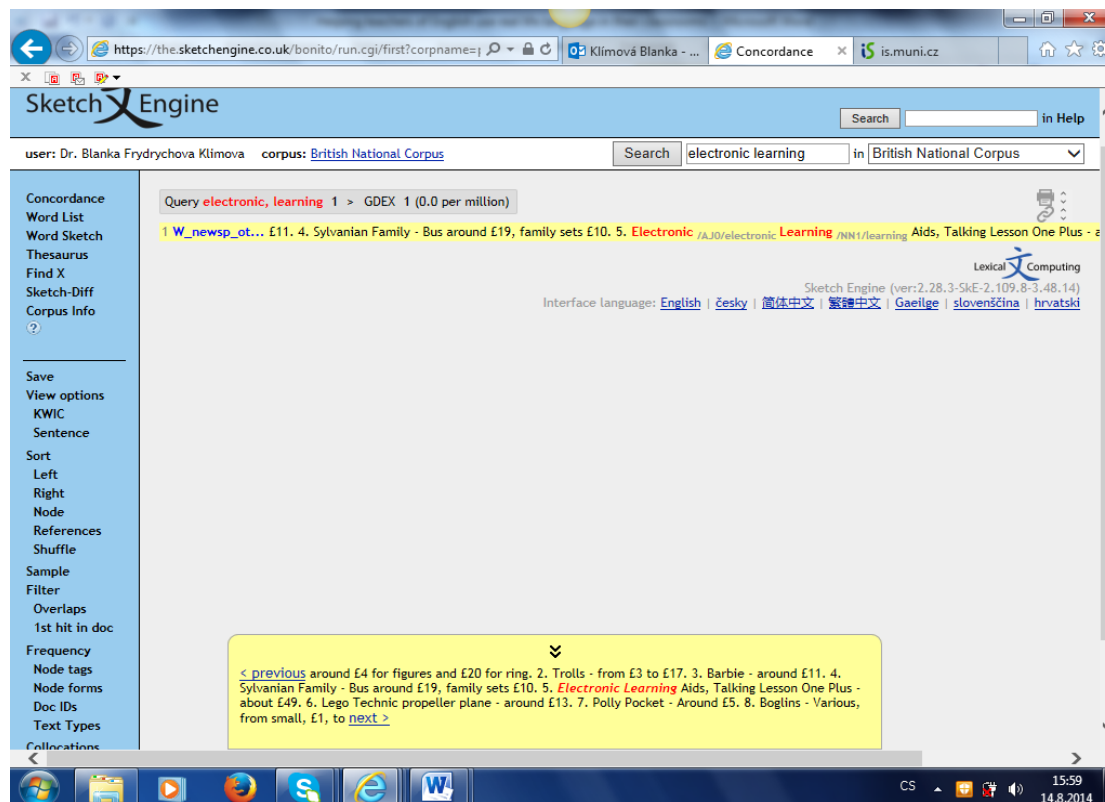 https://the.sketchengine.co.uk/bonito/run.cgi/first?corpname=
Klímová Blanka - ...
Concordance
is.muni.cz
Sketch Engine
Search in Help
user: Dr. Blanka Frydrychova Klimova corpus: British National Corpus
Search electronic learning in British National Corpus
Concordance
Word List
Word Sketch
Thesaurus
Find X
Sketch-Diff
Corpus Info
?
Save
View options
KWIC
Sentence
Sort
Left
Right
Node
References
Shuffle
Sample
Filter
Overlaps
1st hit in doc
Frequency
Node tags
Node forms
Doc IDs
Text Types
Collocations
Query electronic, learning 1 > GDEX 1 (0.0 per million)
1 W_newsp_ot... £11. 4. Sylvanian Family - Bus around £19, family sets £10. 5. Electronic /AJ0/electronic Learning /NN1/learning Aids, Talking Lesson One Plus -
Lexical Computing
Sketch Engine (ver:2.28.3-SkE-2.109.8-3.48.14)
Interface language: English | česky | 简体中文 | 繁體中文 | Gaeilge | slovenščina | hrvatski
< previous around £4 for figures and £20 for ring. 2. Trolls - from £3 to £17. 3. Barbie - around £11. 4.
Sylvanian Family - Bus around £19, family sets £10. 5. Electronic Learning Aids, Talking Lesson One Plus -
about £49. 6. Lego Technic propeller plane - around £13. 7. Polly Pocket - Around £5. 8. Boglins - Various,
from small, £1, to next >
CS
15:59
14.8.2014